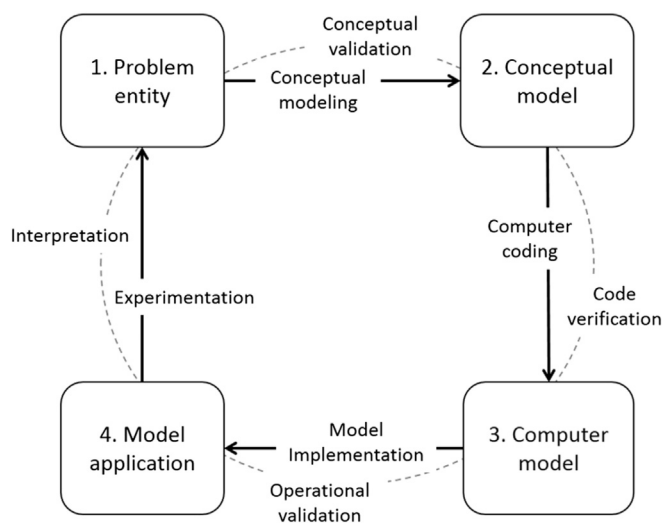 Conceptual
validation
1. Problem
entity
Conceptual
modeling
2. Conceptual
model
Interpretation
Experimentation
Computer
coding
Code
verification
4. Model
application
Model
Implementation
Operational
validation
3. Computer
model